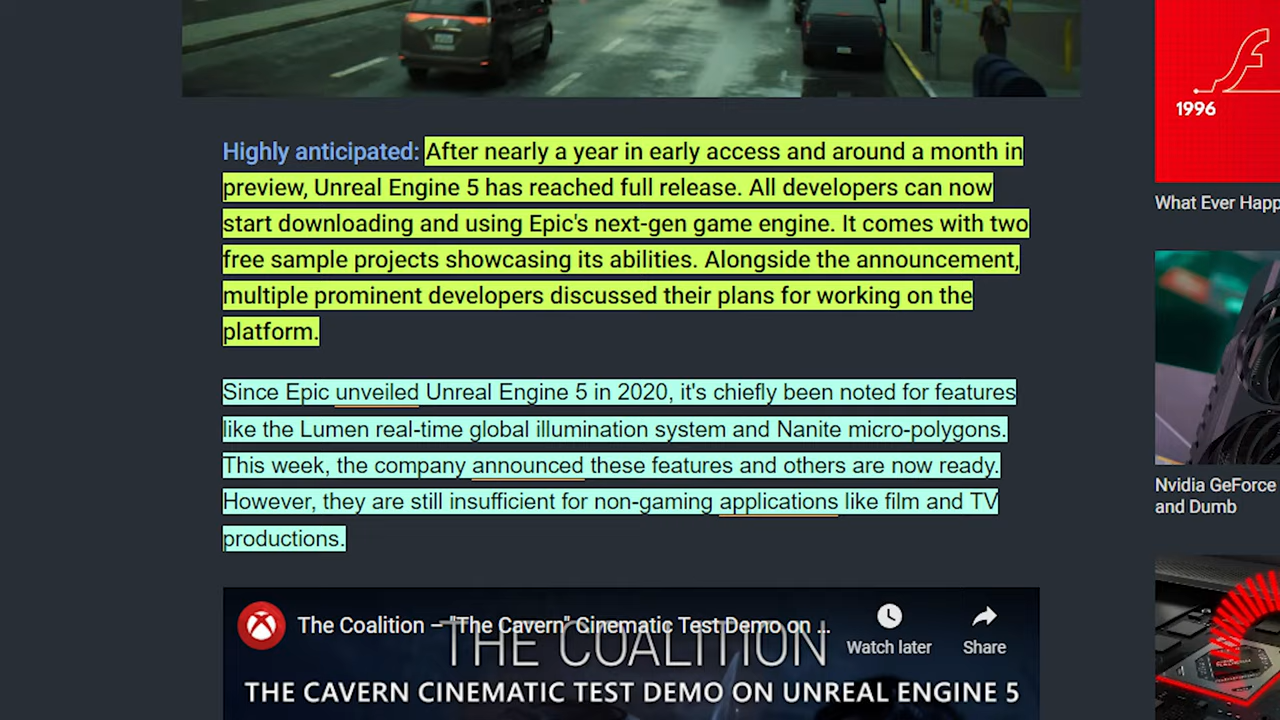 Highly anticipated: After nearly a year in early access and around a month in
preview, Unreal Engine 5 has reached full release. All developers can now
start downloading and using Epic's next-gen game engine. It comes with two
free sample projects showcasing its abilities. Alongside the announcement,
multiple prominent developers discussed their plans for working on the
platform.
Since Epic unveiled Unreal Engine 5 in 2020, it's chiefly been noted for features
like the Lumen real-time global illumination system and Nanite micro-polygons.
This week, the company announced these features and others are now ready.
However, they are still insufficient for non-gaming applications like film and TV
productions.
The Coalition – "The Cavern" Cinematic Test Demo on ...
Watch later
Share
THE COALITION
THE CAVERN CINEMATIC TEST DEMO ON UNREAL ENGINE 5
1996
What Ever Happ
Nvidia GeForce
and Dumb